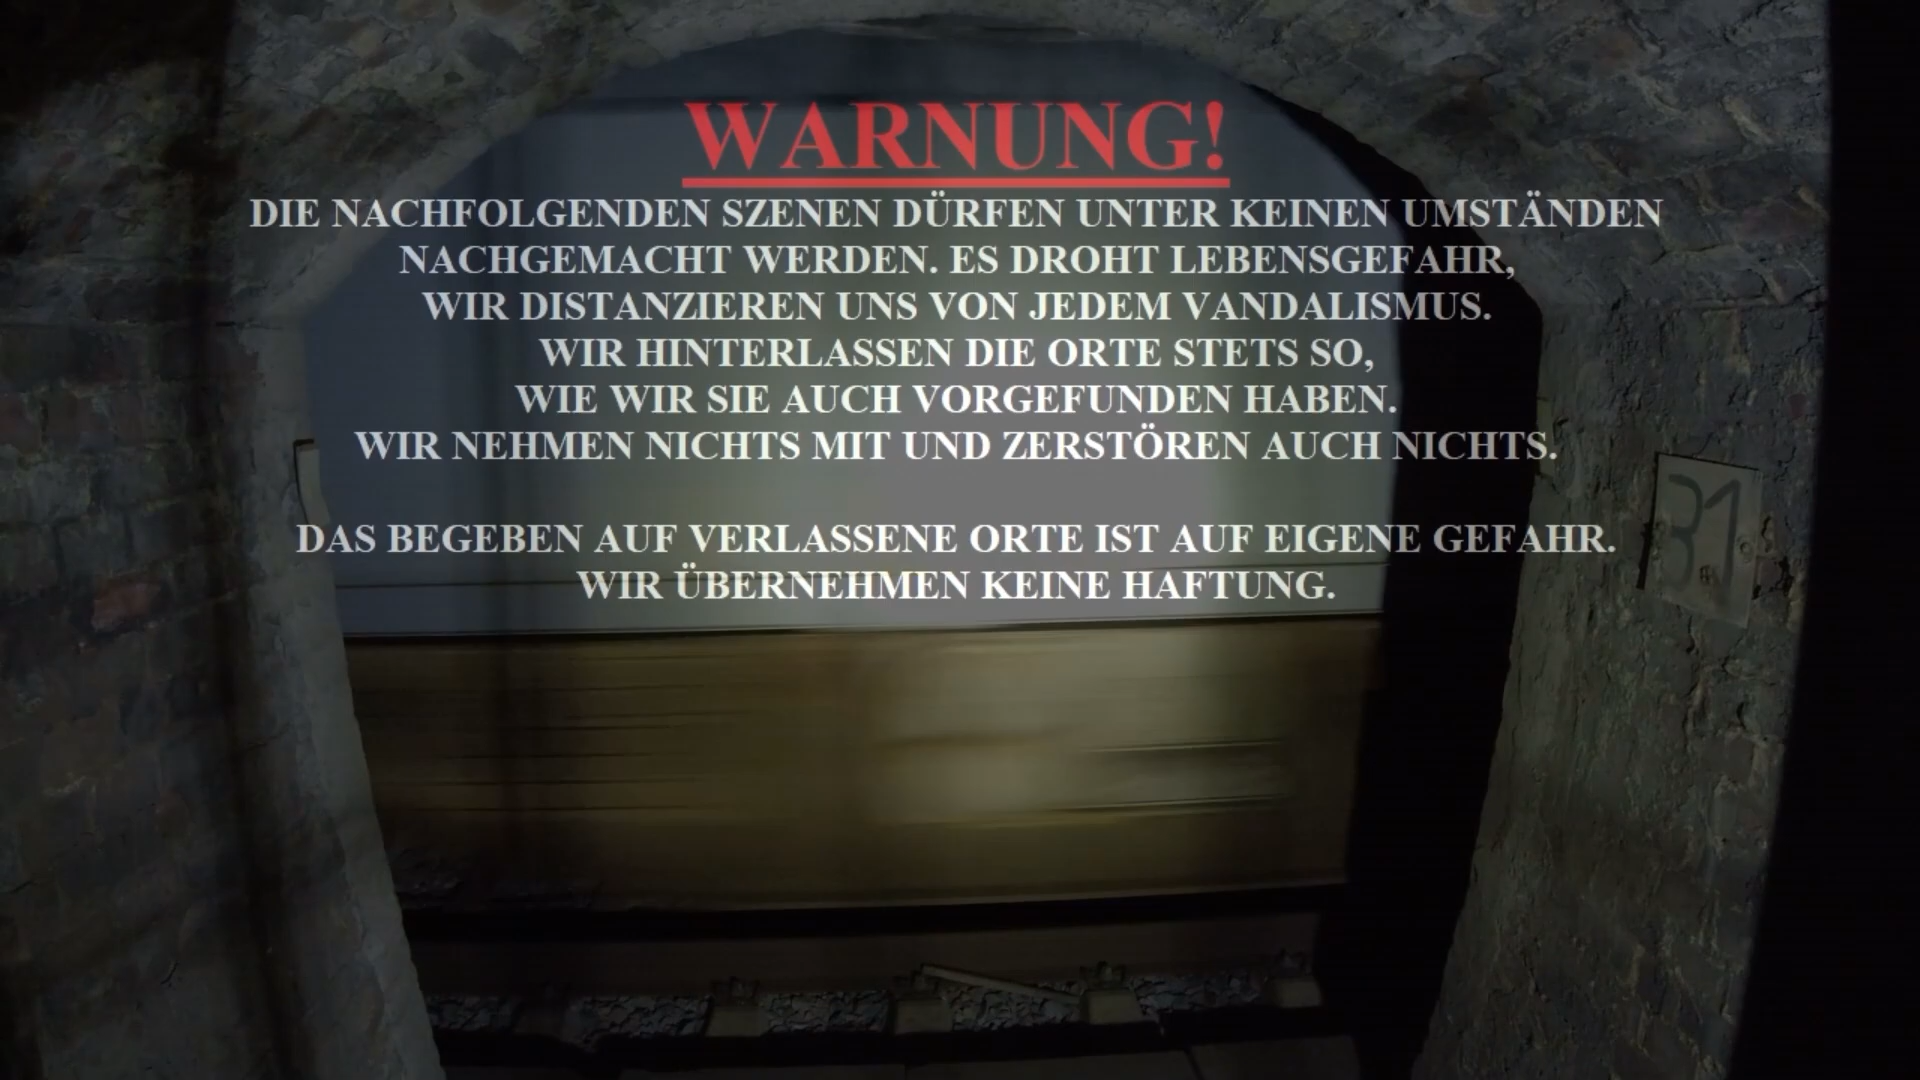 WARNUNG!
DIE NACHFOLGENDEN SZENEN DÜRFEN UNTER KEINEN UMSTÄNDEN
NACHGEMACHT WERDEN. ES DROHT LEBENSGEFAHR,
WIR DISTANZIEREN UNS VON JEDEM VANDALISMUS.
WIR HINTERLASSEN DIE ORTE STETS SO,
WIE WIR SIE AUCH VORGEFUNDEN HABEN.
WIR NEHMEN NICHTS MIT UND ZERSTÖREN AUCH NICHTS.
DAS BEGEBEN AUF VERLASSENE ORTE IST AUF EIGENE GEFAHR.
WIR ÜBERNEHMEN KEINE HAFTUNG.
31